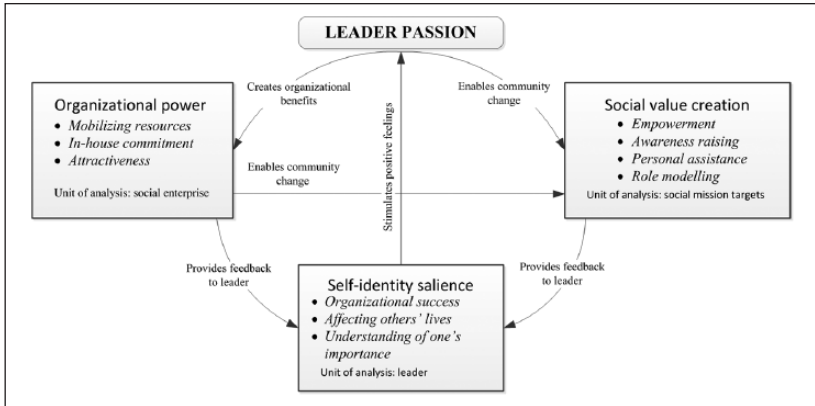 LEADER PASSION
Creates organizational
benefits
Enables community
change
Organizational power
• Mobilizing resources
• In-house commitment
• Attractiveness
Unit of analysis: social enterprise
Stimulates positive feelings
Social value creation
• Empowerment
• Awareness raising
• Personal assistance
• Role modelling
Unit of analysis: social mission targets
Enables community
change
Provides feedback
to leader
Provides feedback
to leader
Self-identity salience
• Organizational success
• Affecting others' lives
• Understanding of one's
importance
Unit of analysis: leader